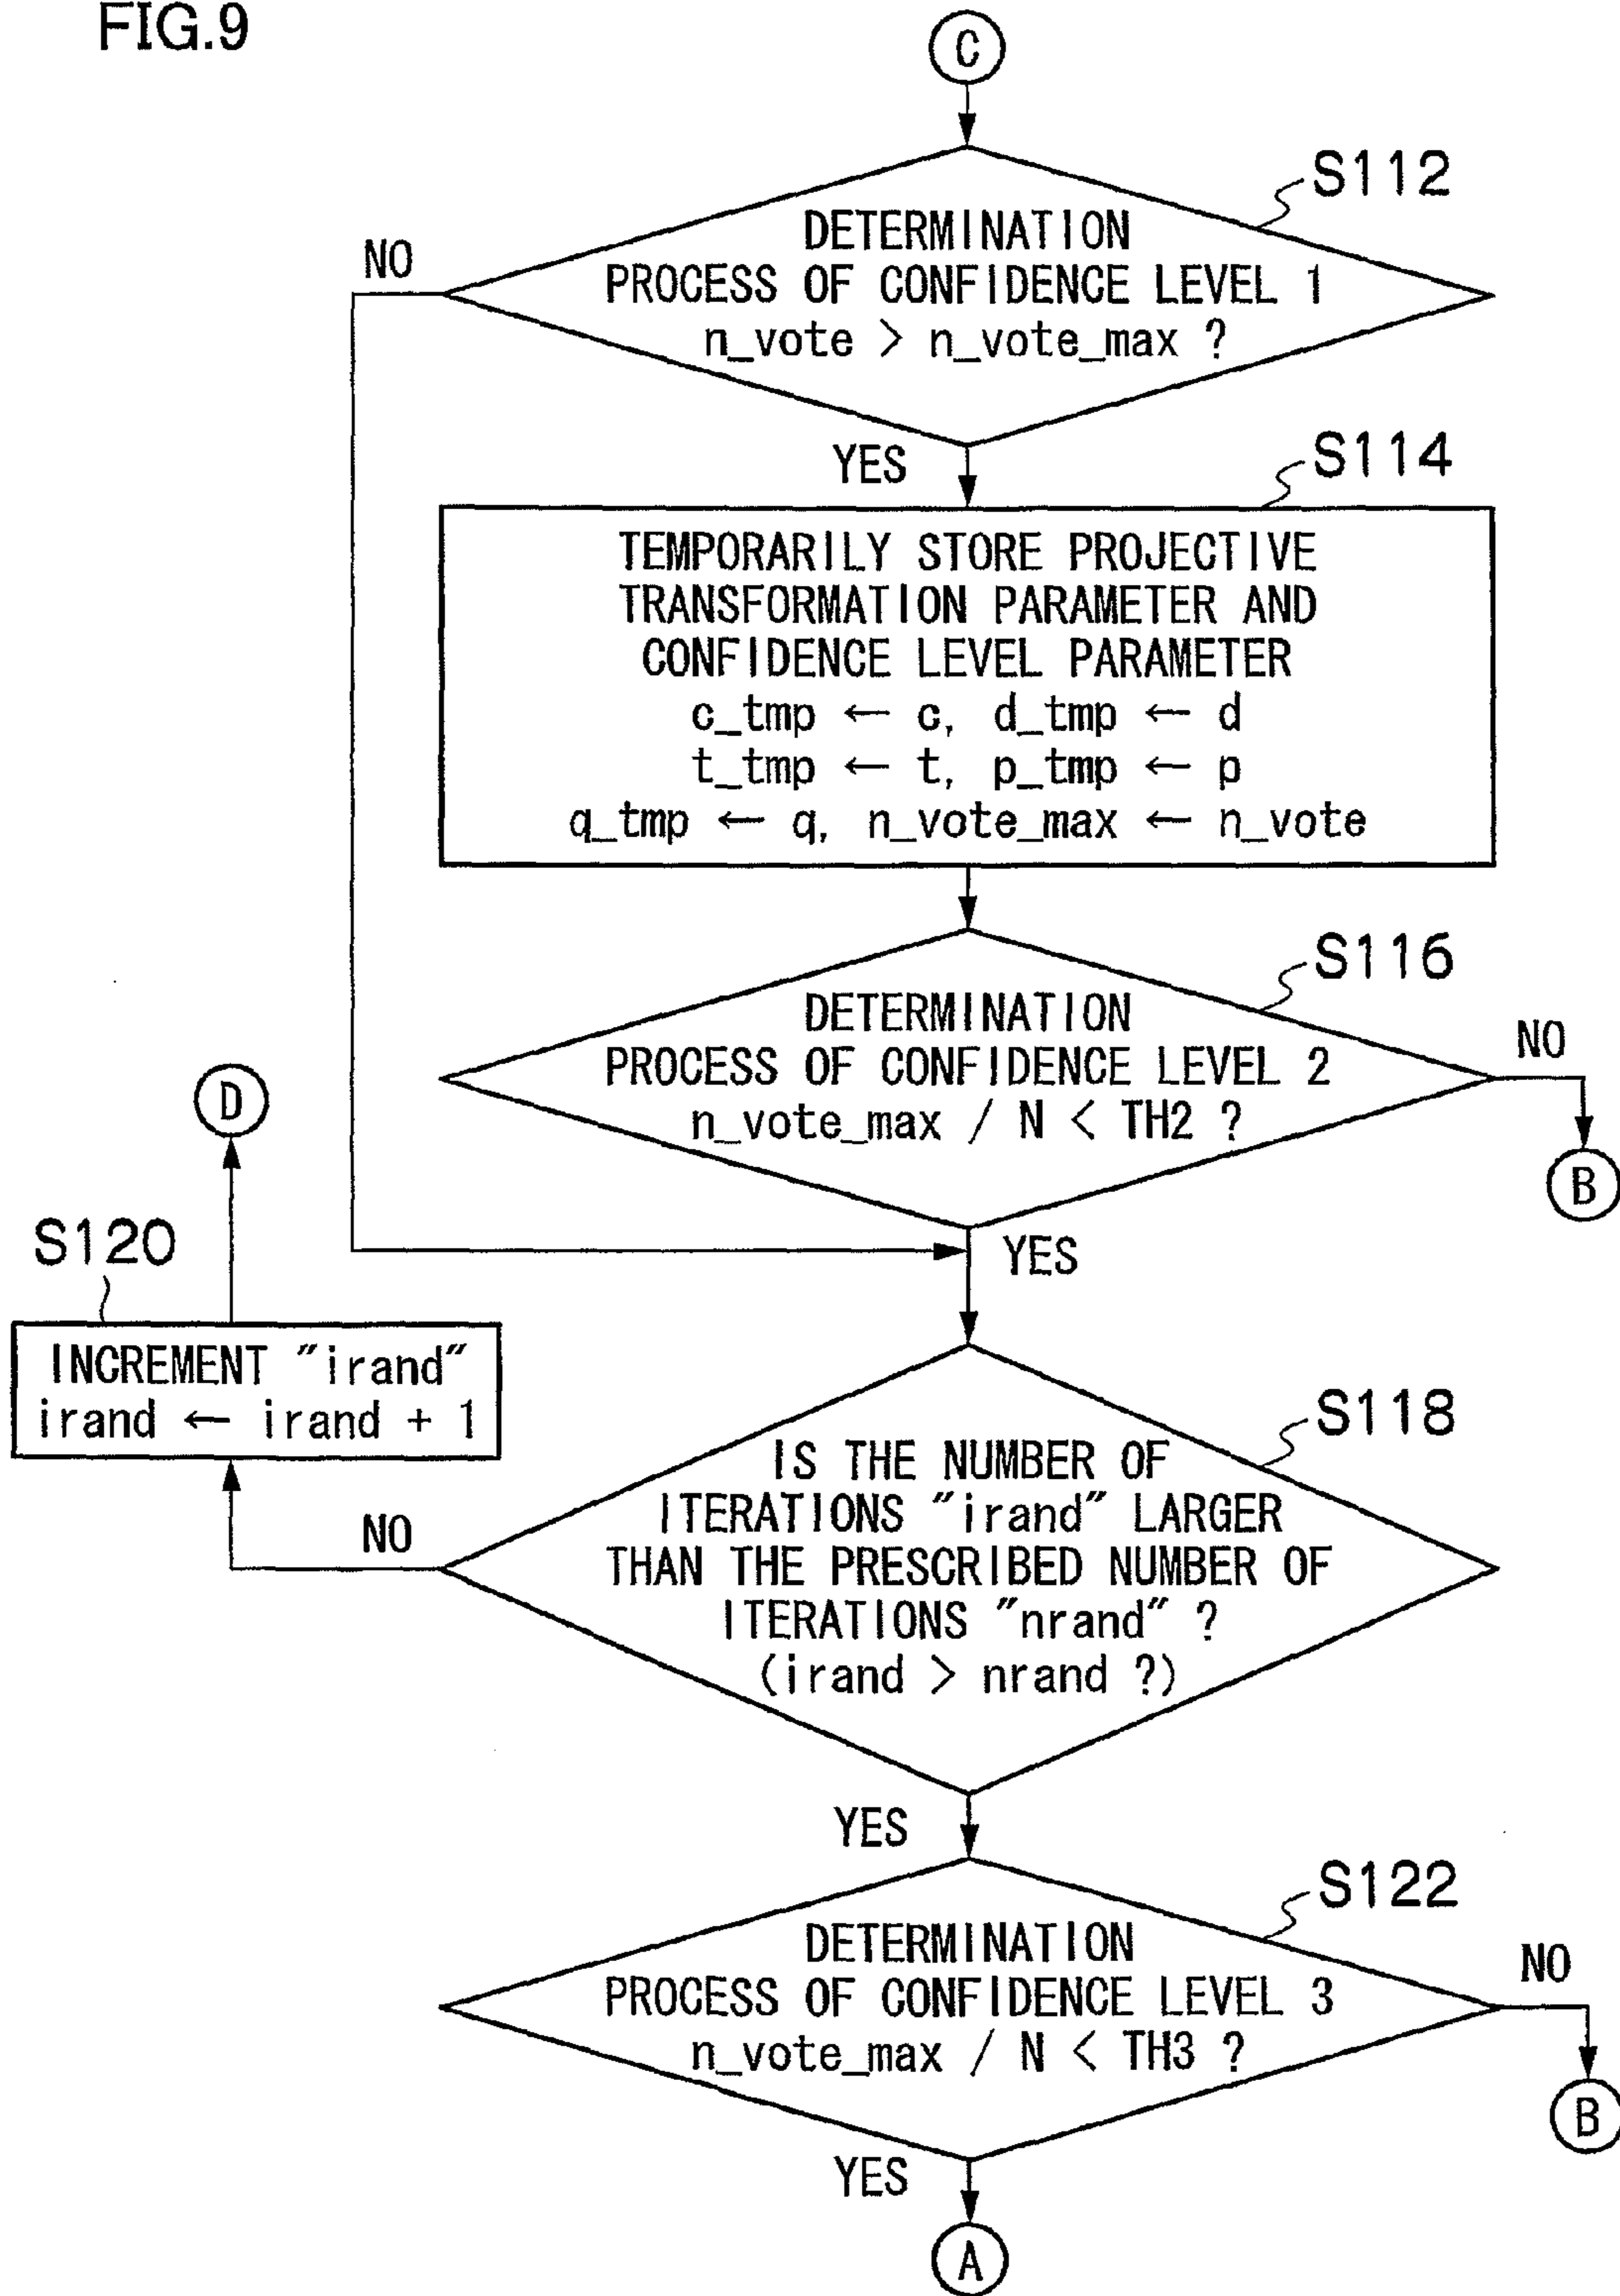 FIG.9
C
S112
DETERMINATION
PROCESS OF CONFIDENCE LEVEL 1
n_vote > n_vote_max ?
NO
YES
S114
TEMPORARILY STORE PROJECTIVE
TRANSFORMATION PARAMETER AND
CONFIDENCE LEVEL PARAMETER
c_tmp ← c, d_tmp ← d
t_tmp ← t, p_tmp ← p
q_tmp ← q, n_vote_max ← n_vote
S116
DETERMINATION
PROCESS OF CONFIDENCE LEVEL 2
n_vote_max / N < TH2 ?
NO
B
YES
D
S120
INCREMENT "irand"
irand ← irand + 1
S118
IS THE NUMBER OF
ITERATIONS "irand" LARGER
THAN THE PRESCRIBED NUMBER OF
ITERATIONS "nrand" ?
(irand > nrand ?)
NO
YES
S122
DETERMINATION
PROCESS OF CONFIDENCE LEVEL 3
n_vote_max / N < TH3 ?
NO
B
YES
A